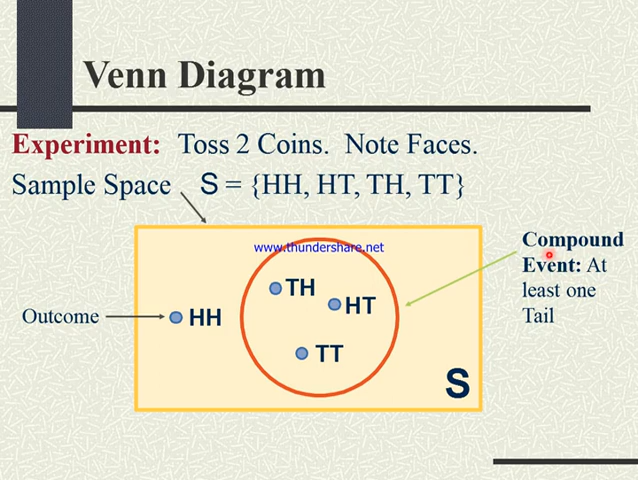 Venn Diagram
Experiment: Toss 2 Coins. Note Faces.
Sample Space S = {HH, HT, TH, TT}
www.thundershare.net
Compound
Event: At
least one
Tail
TH
HT
Outcome
HH
TT
S